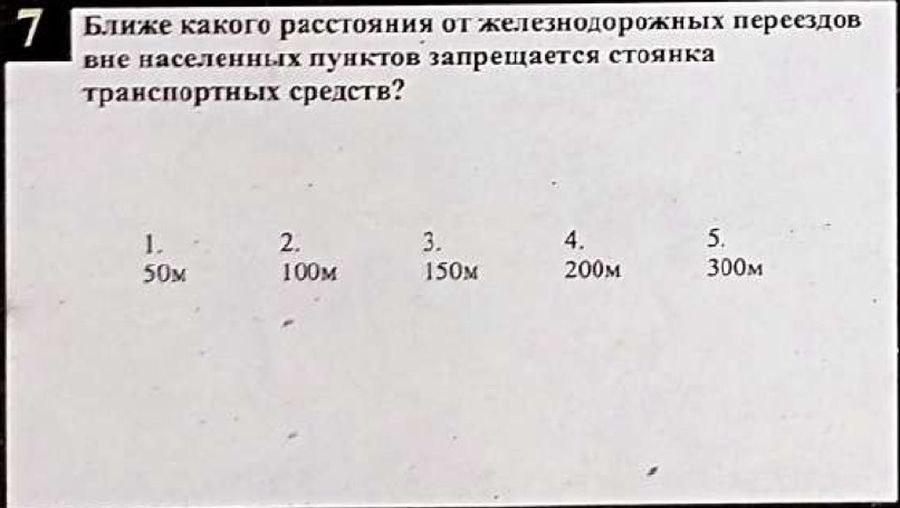 7
Ближе какого расстояния от железнодорожных переездов
вне населенных пунктов запрещается стоянка
транспортных средств?
1. 2. 3. 4. 5.
50м 100м 150м 200м 300м